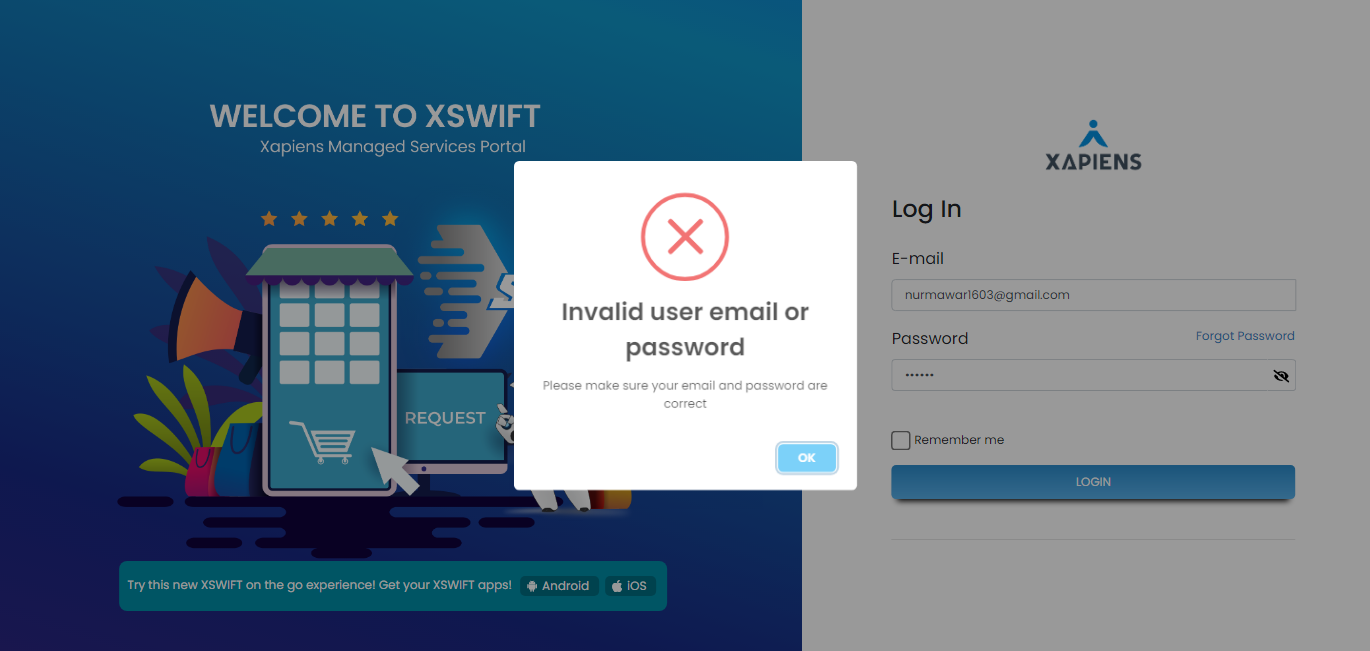 WELCOME TO XSWIFT
Xapiens Managed Services Portal
REQUEST
Try this new XSWIFT on the go experience! Get your XSWIFT apps!
Android
iOS
Invalid user email or
password
Please make sure your email and password are
correct
OK
XAPIENS
Log In
E-mail
nurmawar1603@gmail.com
Password
Forgot Password
••••••
Remember me
LOGIN